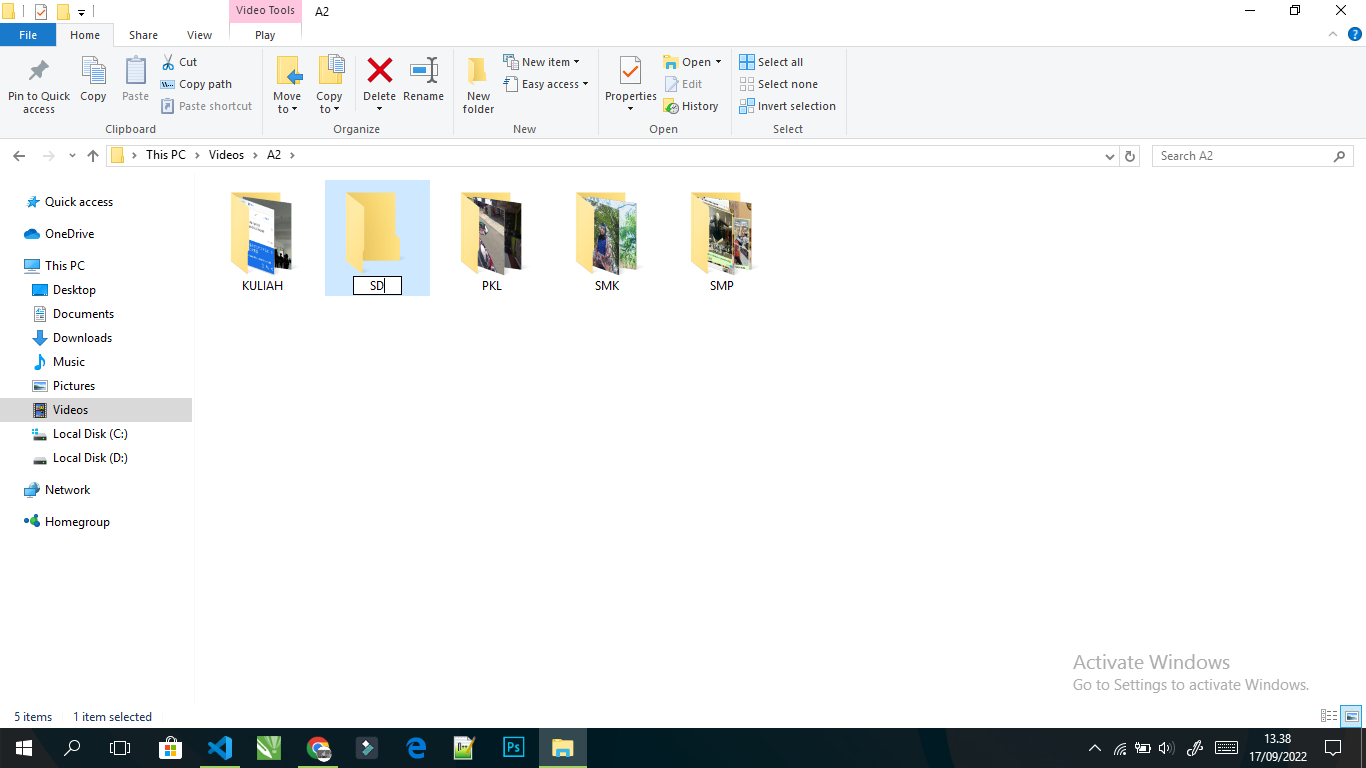 Video Tools
A2
File
Home
Share
View
Play
Pin to Quick access
Copy
Paste
Cut
Copy path
Paste shortcut
Clipboard
Move to
Copy to
Delete
Rename
Organize
New folder
New item
Easy access
New
Properties
Open
Edit
History
Open
Select all
Select none
Invert selection
Select
This PC
Videos
A2
Search A2
Quick access
OneDrive
This PC
Desktop
Documents
Downloads
Music
Pictures
Videos
Local Disk (C:)
Local Disk (D:)
Network
Homegroup
KULIAH
SD
PKL
SMK
SMP
Activate Windows
Go to Settings to activate Windows.
5 items
1 item selected
Ps
13.38
17/09/2022